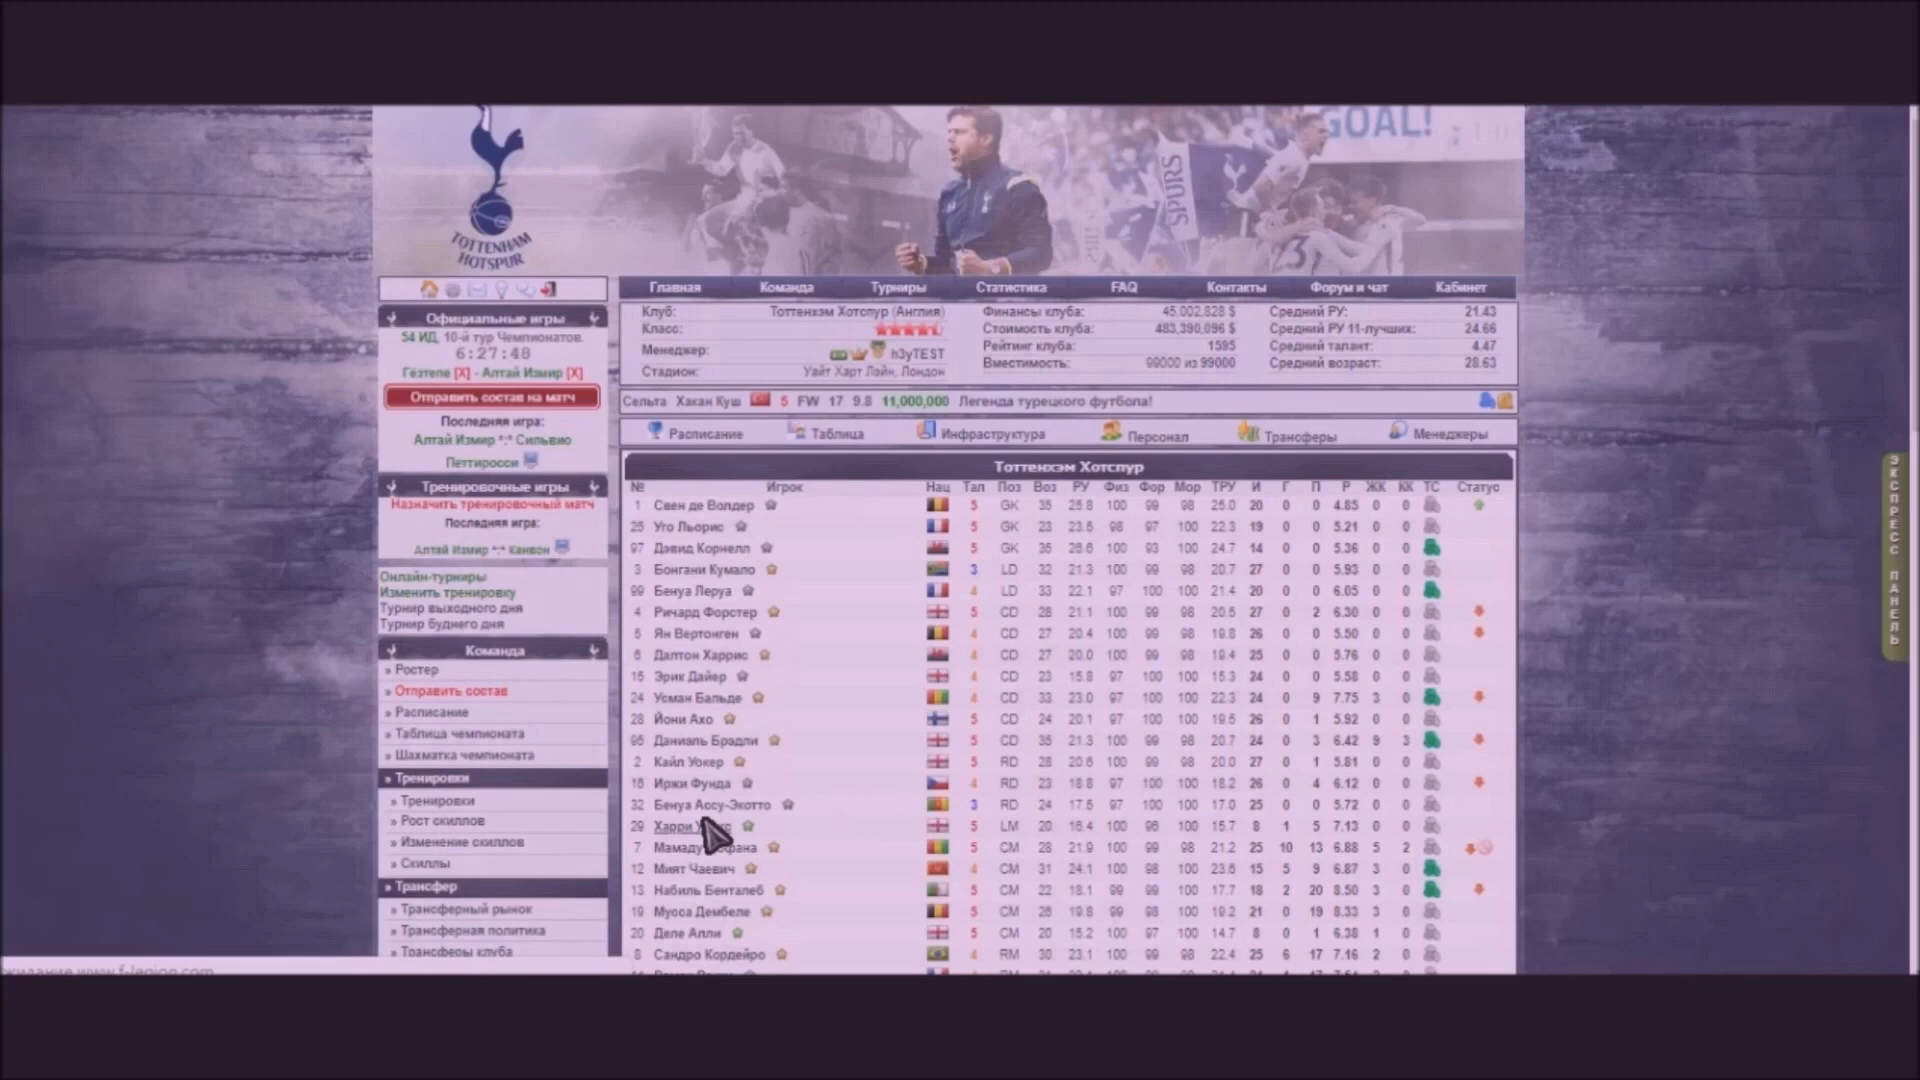 GOAL!
SPURS
TOTTENHAM
HOTSPUR
Главная Команда Турниры Статистика FAQ Контакты Форум и чат Кабинет
Официальные игры
54 ИД, 10-й тур Чемпионатов.
6:27:48
Гёзтепе [X] - Алтай Измир [X]
Отправить состав на матч
Последняя игра:
Алтай Измир *:* Сильвио
Петтиросси
Тренировочные игры
Назначить тренировочный матч
Последняя игра:
Алтай Измир *:* Канвон
Онлайн-турниры
Изменить тренировку
Турнир выходного дня
Турнир буднего дня
Команда
» Ростер
» Отправить состав
» Расписание
» Таблица чемпионата
» Шахматка чемпионата
» Тренировки
» Тренировки
» Рост скиллов
» Изменение скиллов
» Скиллы
» Трансфер
» Трансферный рынок
» Трансферная политика
» Трансферы клуба
Клуб: Тоттенхэм Хотспур (Англия) Финансы клуба: 45,002,828 $ Средний РУ: 21.43
Класс: Стоимость клуба: 483,390,096 $ Средний РУ 11-лучших: 24.66
Менеджер: h3yTEST Рейтинг клуба: 1595 Средний талант: 4.47
Стадион: Уайт Харт Лэйн, Лондон Вместимость: 99000 из 99000 Средний возраст: 28.63
Сельта Хакан Куш 5 FW 17 9.8 11,000,000 Легенда турецкого футбола!
Расписание Таблица Инфраструктура Персонал Трансферы Менеджеры
Тоттенхэм Хотспур
№ Игрок Нац Тал Поз Воз РУ Физ Фор Мор ТРУ И Г П Р ЖК КК ТС Статус
1 Свен де Волдер 5 GK 35 25.8 100 99 98 25.0 20 0 0 4.85 0 0
25 Уго Льорис 5 GK 23 23.6 98 97 100 22.3 19 0 0 5.21 0 0
97 Дэвид Корнелл 5 GK 35 26.6 100 93 100 24.7 14 0 0 5.36 0 0
3 Бонгани Кумало 3 LD 32 21.3 100 99 98 20.7 27 0 0 5.93 0 0
99 Бенуа Леруа 4 LD 33 22.1 97 100 100 21.4 20 0 0 6.05 0 0
4 Ричард Форстер 5 CD 28 21.1 100 99 98 20.5 27 0 2 6.30 0 0
5 Ян Вертонген 4 CD 27 20.4 100 99 98 19.8 26 0 0 5.50 0 0
6 Далтон Харрис 4 CD 27 20.0 100 99 98 19.4 25 0 0 5.76 0 0
15 Эрик Дайер 4 CD 23 15.8 97 100 100 15.3 24 0 0 5.58 0 0
24 Усман Бальде 4 CD 33 23.0 97 100 100 22.3 24 0 9 7.75 3 0
28 Йони Ахо 5 CD 24 20.1 97 100 100 19.5 26 0 1 5.92 0 0
95 Даниэль Брэдли 5 CD 35 21.3 100 99 98 20.7 24 0 3 6.42 9 3
2 Кайл Уокер 5 RD 28 20.6 100 99 98 20.0 27 0 1 5.81 0 0
16 Иржи Фунда 4 RD 23 18.8 97 100 100 18.2 26 0 4 6.12 0 0
32 Бенуа Ассу-Экотто 3 RD 24 17.5 97 100 100 17.0 25 0 0 5.72 0 0
29 Харри 5 LM 20 16.4 100 96 100 15.7 8 1 5 7.13 0 0
7 5 CM 28 21.9 100 99 98 21.2 25 10 13 6.88 5 2
12 Мият Чаевич 4 CM 31 24.1 100 98 100 23.6 15 5 9 6.87 3 0
13 Набиль Бенталеб 5 CM 22 18.1 99 99 100 17.7 18 2 20 8.50 3 0
19 Мусса Дембеле 5 CM 26 19.8 99 98 100 19.2 21 0 19 8.33 3 0
20 Деле Алли 5 CM 20 15.2 100 97 100 14.7 8 0 1 6.38 1 0
8 Сандро Кордейро 4 RM 30 23.1 100 99 98 22.4 25 6 17 7.16 2 0
ЭКСПРЕСС ПАНЕЛЬ